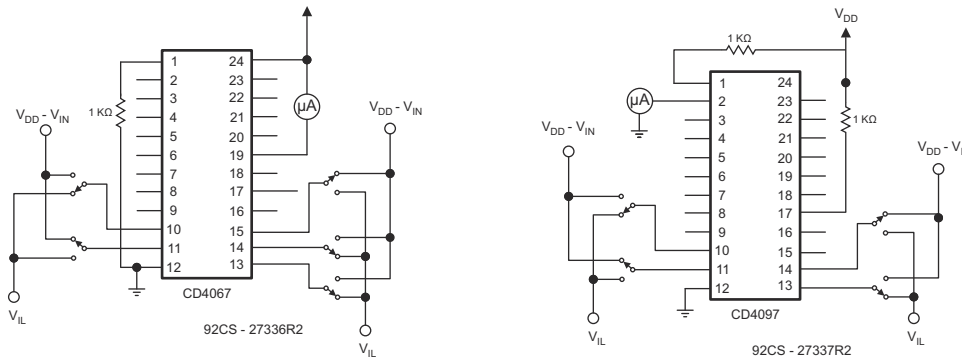 1 24
2 23
3 22
4 21
5 20
6 19
7 18
8 17
9 16
10 15
11 14
12 13
1 KΩ
µA
V_DD - V_IN
V_DD - V_IN
V_IL
V_IL
CD4067
92CS - 27336R2
V_DD
1 KΩ
1 24
2 23
3 22
4 21
5 20
6 19
7 18
8 17
9 16
10 15
11 14
12 13
µA
1 KΩ
V_DD - V_IN
V_DD - V_I
V_IL
V_IL
CD4097
92CS - 27337R2